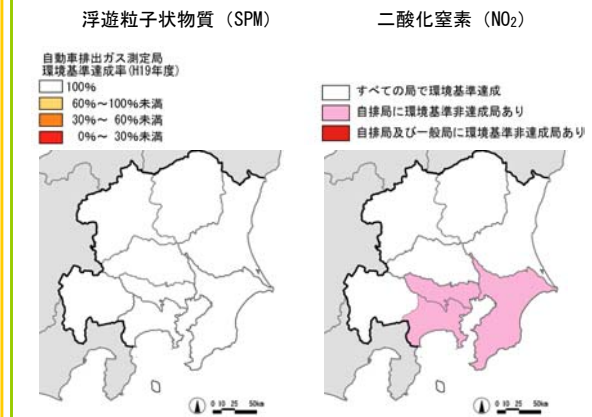 浮遊粒子状物質（SPM）
自動車排出ガス測定局
環境基準達成率(H19年度)
100%
60%～100%未満
30%～ 60%未満
0%～ 30%未満
0 10 25 50km
二酸化窒素（NO₂）
すべての局で環境基準達成
自排局に環境基準非達成局あり
自排局及び一般局に環境基準非達成局あり
0 10 25 50km